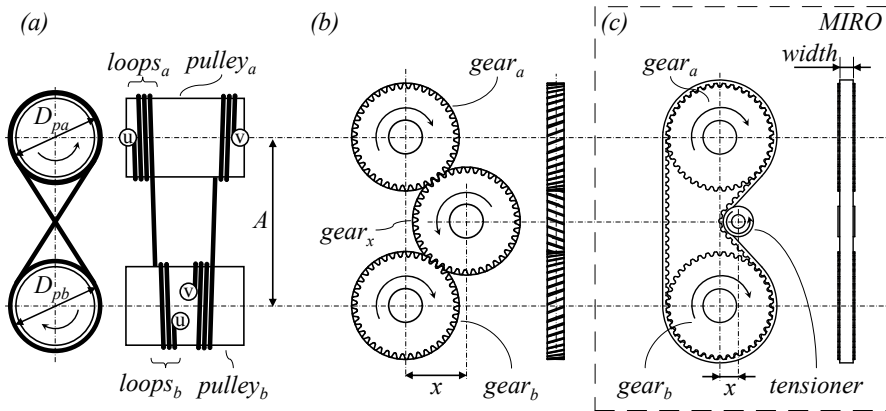 (a)
loops_a
pulley_a
D_pa
u
v
A
D_pb
v
u
loops_b
pulley_b
(b)
gear_a
gear_x
x
gear_b
(c)
MIRO
width
gear_a
gear_b
x
tensioner